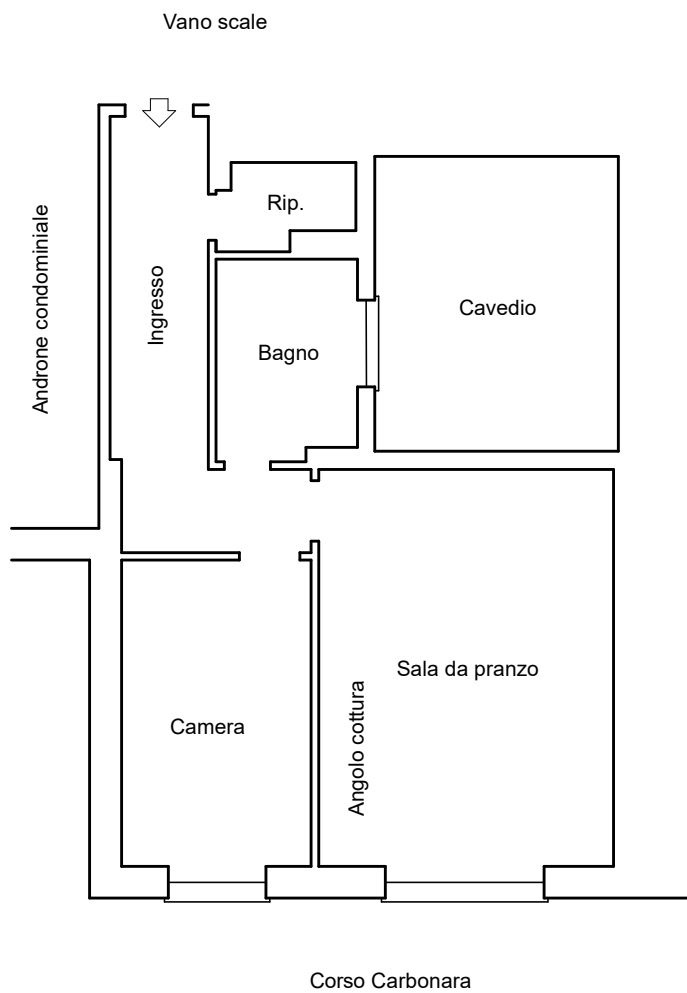 Vano scale
Rip.
Androne condominiale
Ingresso
Cavedio
Bagno
Sala da pranzo
Camera
Angolo cottura
Corso Carbonara